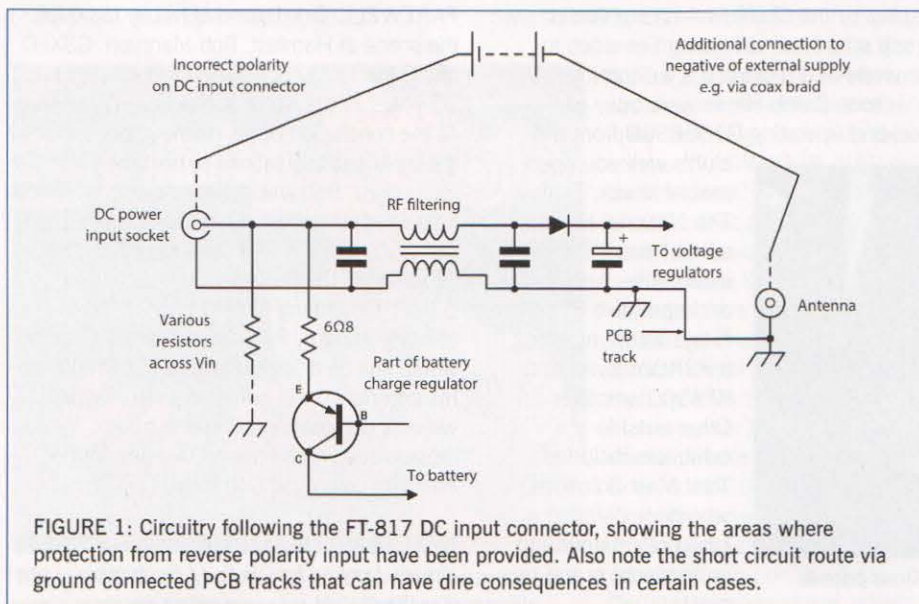 Incorrect polarity
on DC input connector
Additional connection to
negative of external supply
e.g. via coax braid
DC power
input socket
RF filtering
+
To voltage
regulators
Antenna
PCB
track
Various
resistors
across Vin
6Ω8
Part of battery
charge regulator
E
B
C
To battery
FIGURE 1: Circuitry following the FT-817 DC input connector, showing the areas where
protection from reverse polarity input have been provided. Also note the short circuit route via
ground connected PCB tracks that can have dire consequences in certain cases.